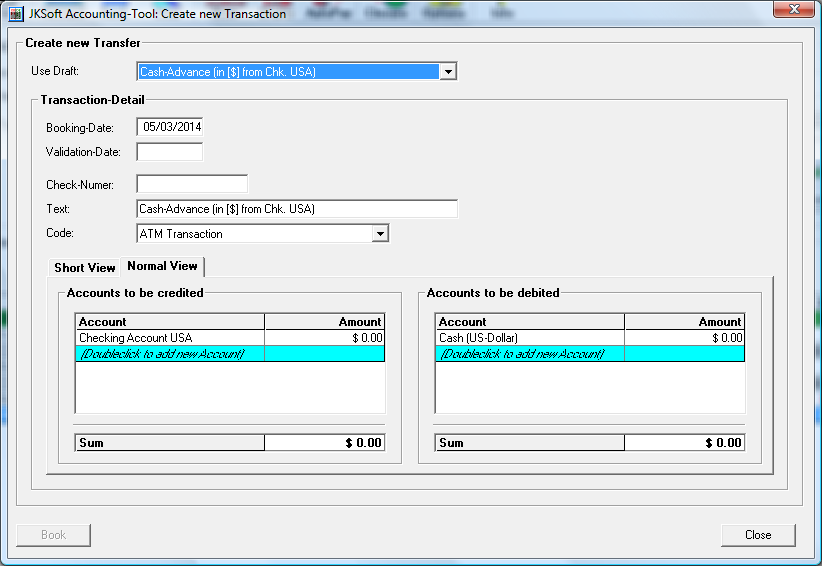 JKSoft Accounting-Tool: Create new Transaction
Create new Transfer
Use Draft: Cash-Advance (in [$] from Chk. USA)
Transaction-Detail
Booking-Date: 05/03/2014
Validation-Date:
Check-Numer:
Text: Cash-Advance (in [$] from Chk. USA)
Code: ATM Transaction
Short View Normal View
Accounts to be credited Accounts to be debited
Account Amount Account Amount
Checking Account USA $ 0.00 Cash (US-Dollar) $ 0.00
(Doubleclick to add new Account) (Doubleclick to add new Account)
Sum $ 0.00 Sum $ 0.00
Book Close